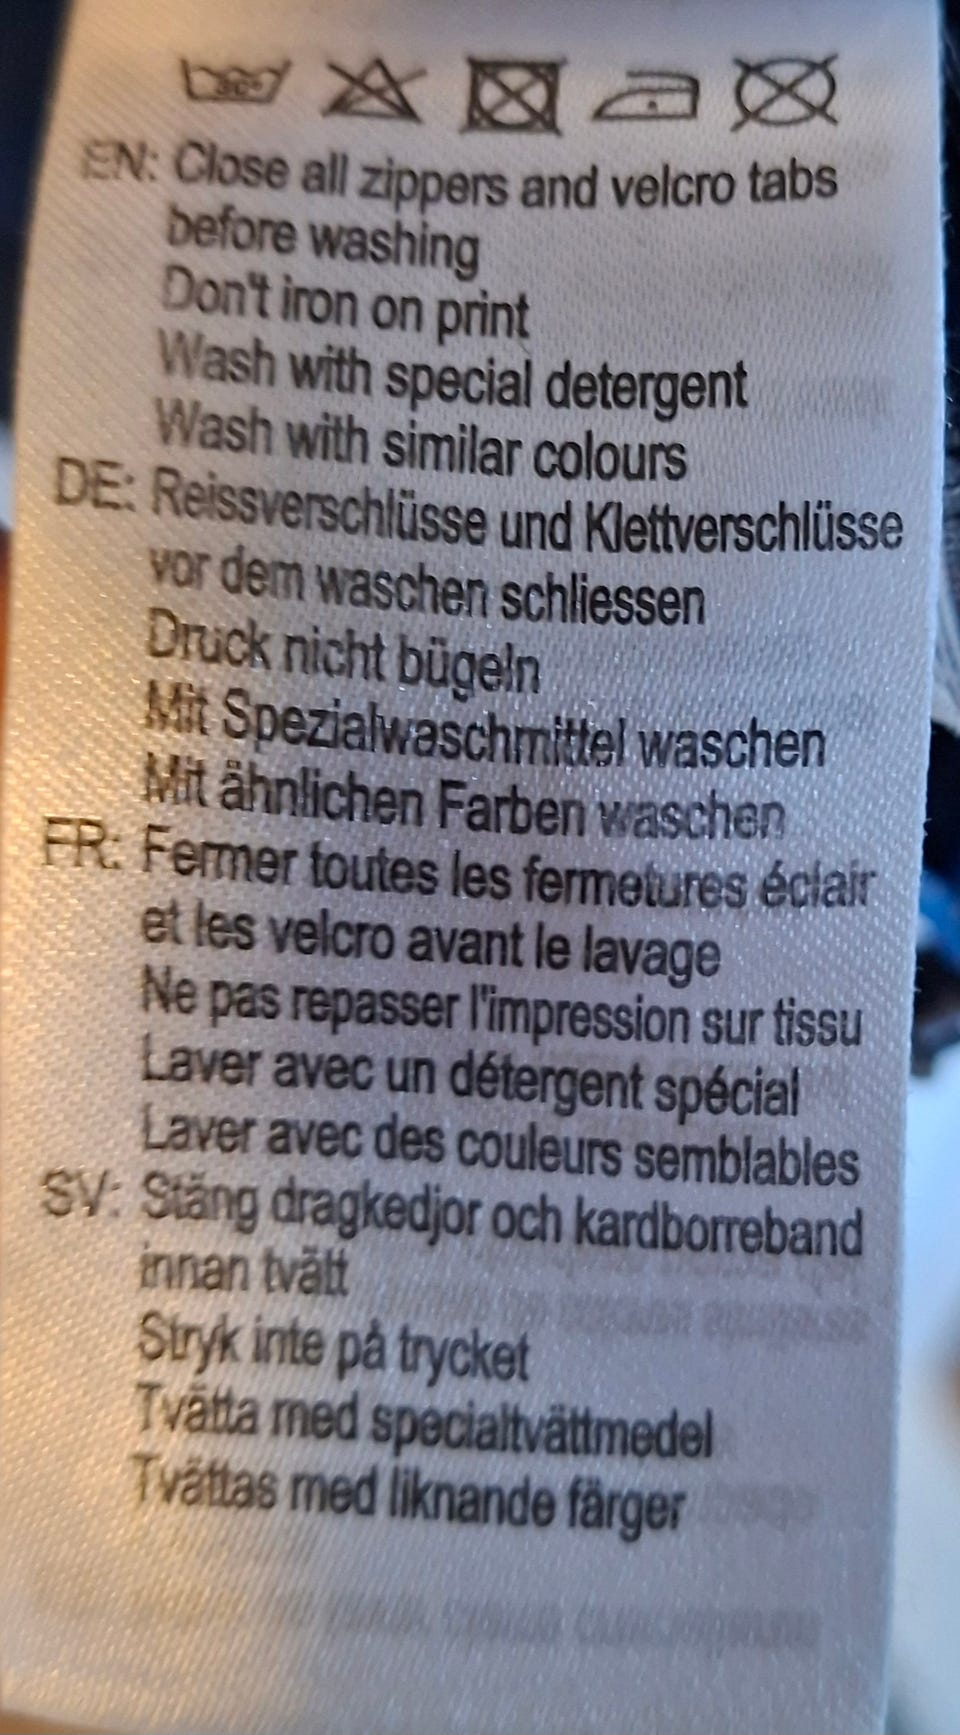 30°
EN: Close all zippers and velcro tabs
before washing
Don't iron on print
Wash with special detergent
Wash with similar colours
DE: Reissverschlüsse und Klettverschlüsse
vor dem waschen schliessen
Druck nicht bügeln
Mit Spezialwaschmittel waschen
Mit ähnlichen Farben waschen
FR: Fermer toutes les fermetures éclair
et les velcro avant le lavage
Ne pas repasser l'impression sur tissu
Laver avec un détergent spécial
Laver avec des couleurs semblables
SV: Stäng dragkedjor och kardborreband
innan tvätt
Stryk inte på trycket
Tvätta med specialtvättmedel
Tvättas med liknande färger